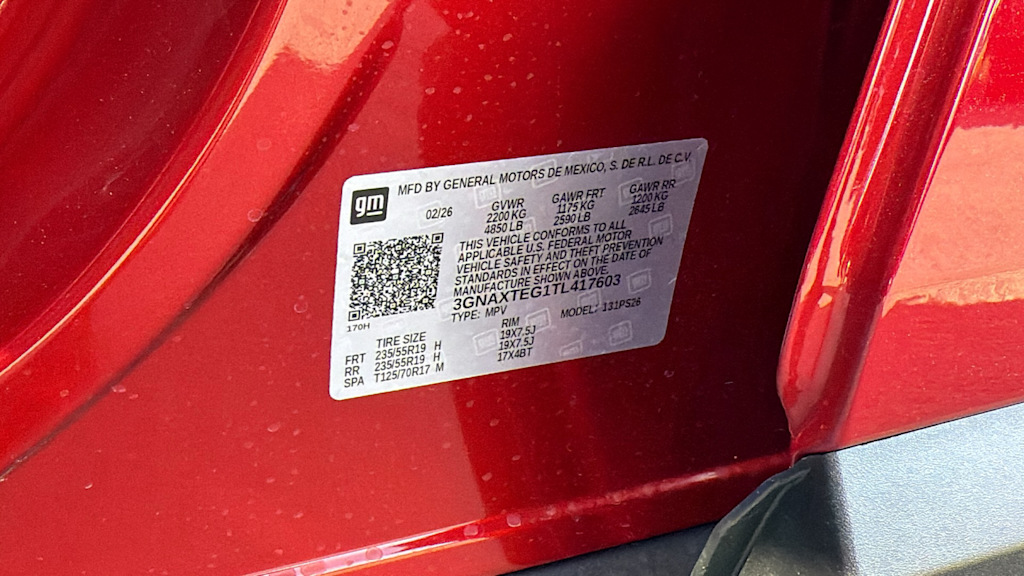 gm
MFD BY GENERAL MOTORS DE MEXICO, S. DE R.L. DE C.V.
02/26 GVWR GAWR FRT GAWR RR
2200 KG 1175 KG 1200 KG
4850 LB 2590 LB 2645 LB
THIS VEHICLE CONFORMS TO ALL
APPLICABLE U.S. FEDERAL MOTOR
VEHICLE SAFETY AND THEFT PREVENTION
STANDARDS IN EFFECT ON THE DATE OF
MANUFACTURE SHOWN ABOVE.
3GNAXTEG1TL417603
TYPE: MPV MODEL: 131PS26
170H
TIRE SIZE RIM
FRT 235/55R19 H 19X7.5J
RR 235/55R19 H 19X7.5J
SPA T125/70R17 M 17X4BT